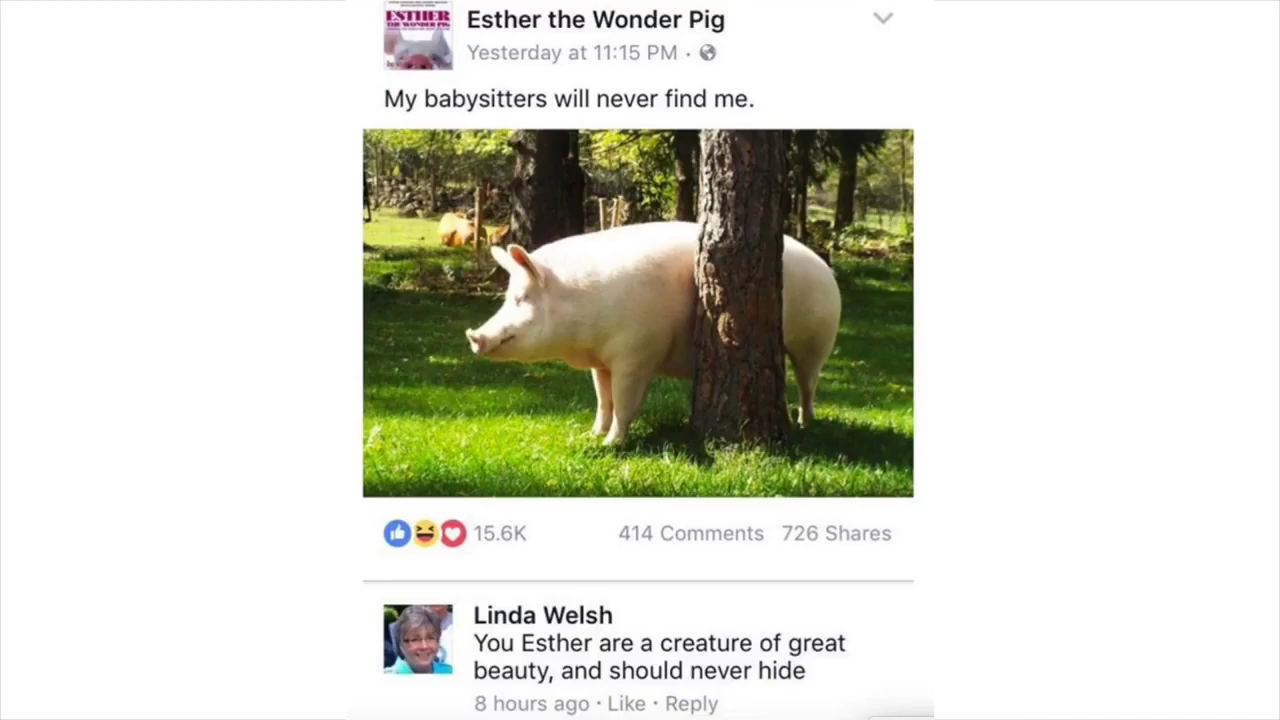 ESTHER
THE WONDER PIG
Esther the Wonder Pig
Yesterday at 11:15 PM ·
My babysitters will never find me.
15.6K 414 Comments 726 Shares
Linda Welsh
You Esther are a creature of great
beauty, and should never hide
8 hours ago · Like · Reply